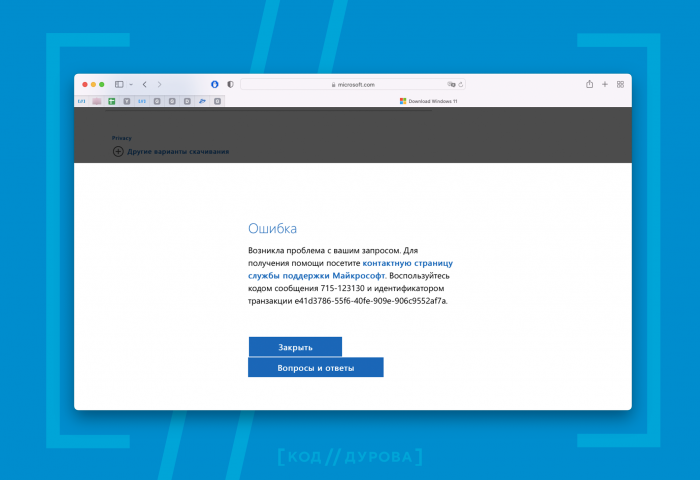 microsoft.com
Download Windows 11
Privacy
Другие варианты скачивания
Ошибка
Возникла проблема с вашим запросом. Для
получения помощи посетите контактную страницу
службы поддержки Майкрософт. Воспользуйтесь
кодом сообщения 715-123130 и идентификатором
транзакции e41d3786-55f6-40fe-909e-906c9552af7a.
Закрыть
Вопросы и ответы
[КОД//ДУРОВА]